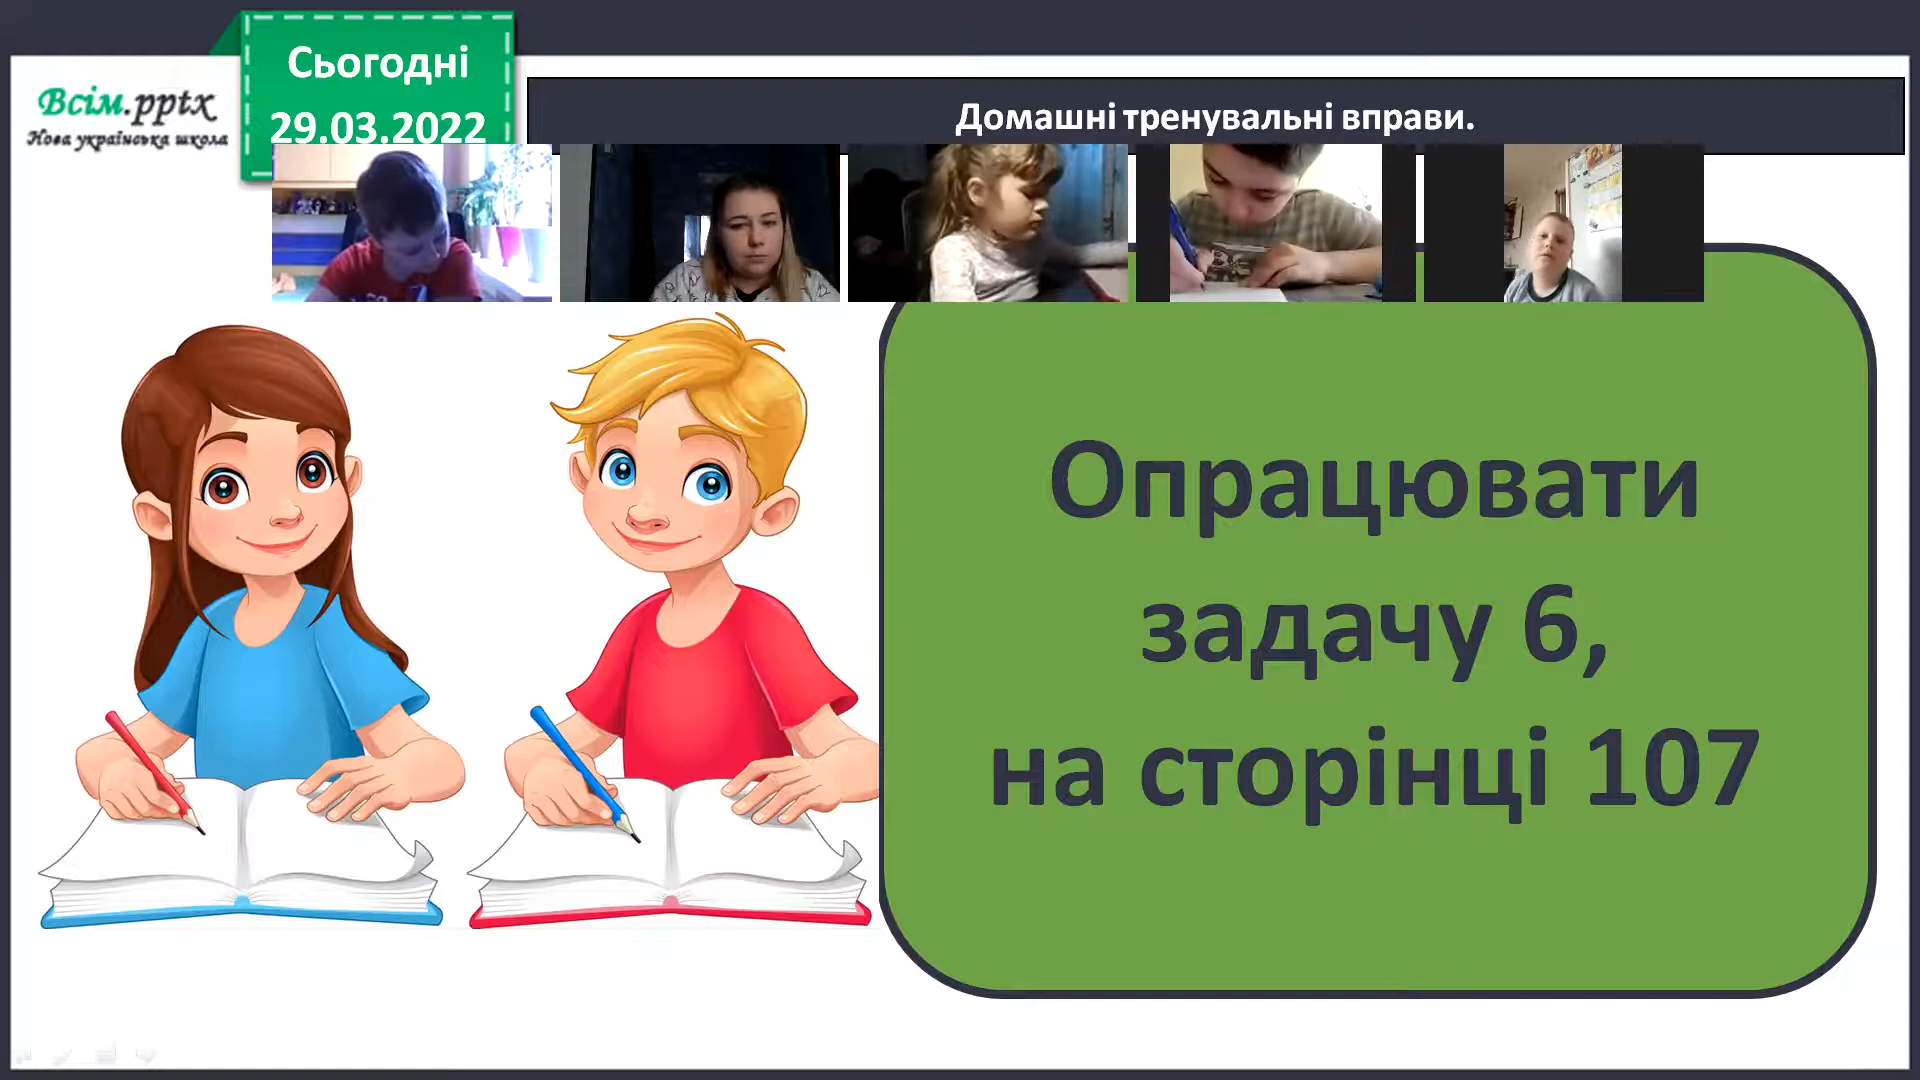 Сьогодні
29.03.2022
Всім.pptx
Нова українська школа
Домашні тренувальні вправи.
Опрацювати
задачу 6,
на сторінці 107